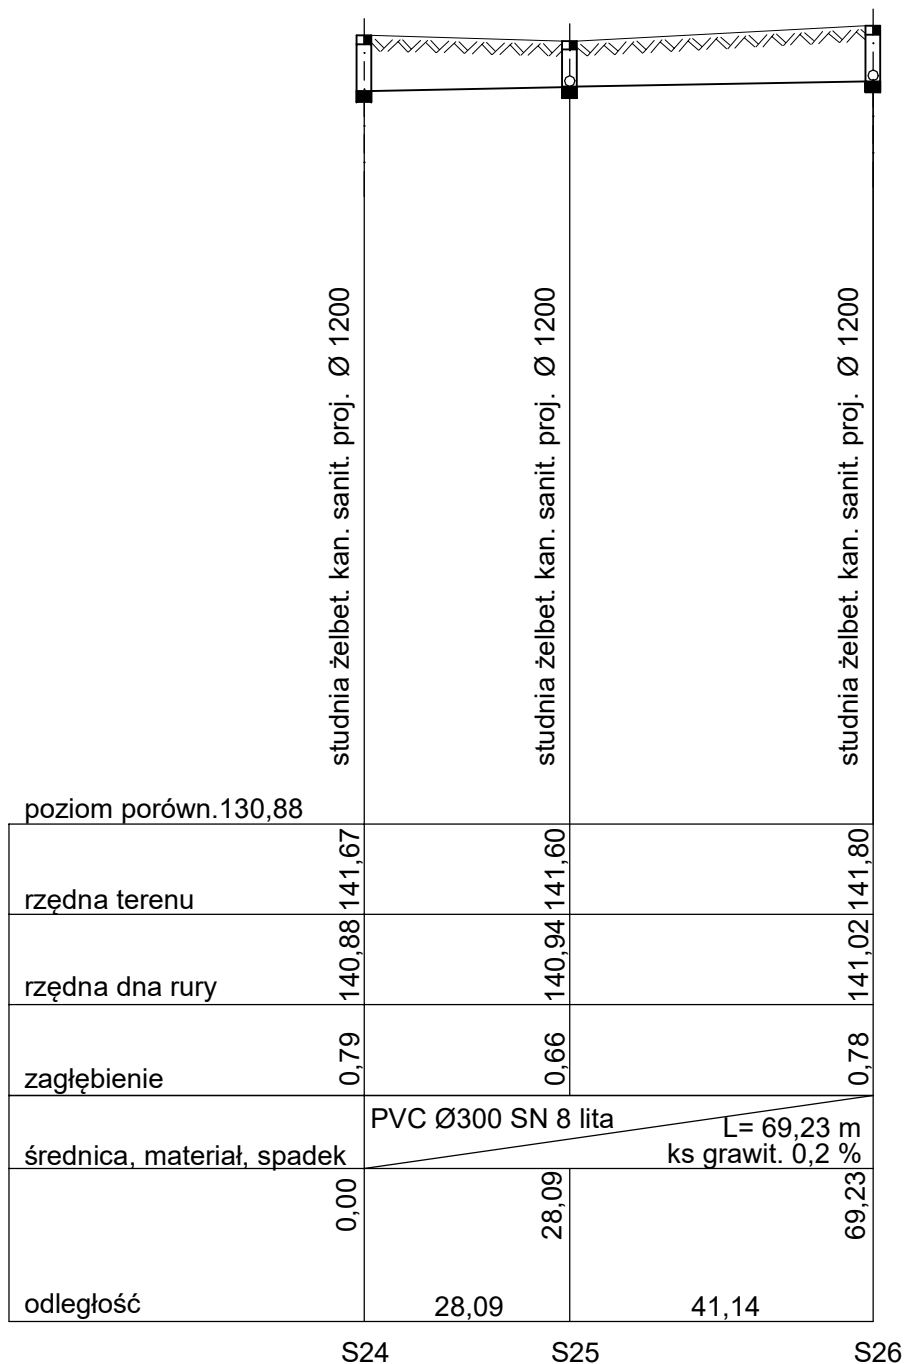 studnia żelbet. kan. sanit. proj. Ø 1200
studnia żelbet. kan. sanit. proj. Ø 1200
studnia żelbet. kan. sanit. proj. Ø 1200
poziom porówn.130,88
rzędna terenu 141,67 141,60 141,80
rzędna dna rury 140,88 140,94 141,02
zagłębienie 0,79 0,66 0,78
PVC Ø300 SN 8 lita
L= 69,23 m
średnica, materiał, spadek ks grawit. 0,2 %
0,00 28,09 69,23
odległość 28,09 41,14
S24 S25 S26